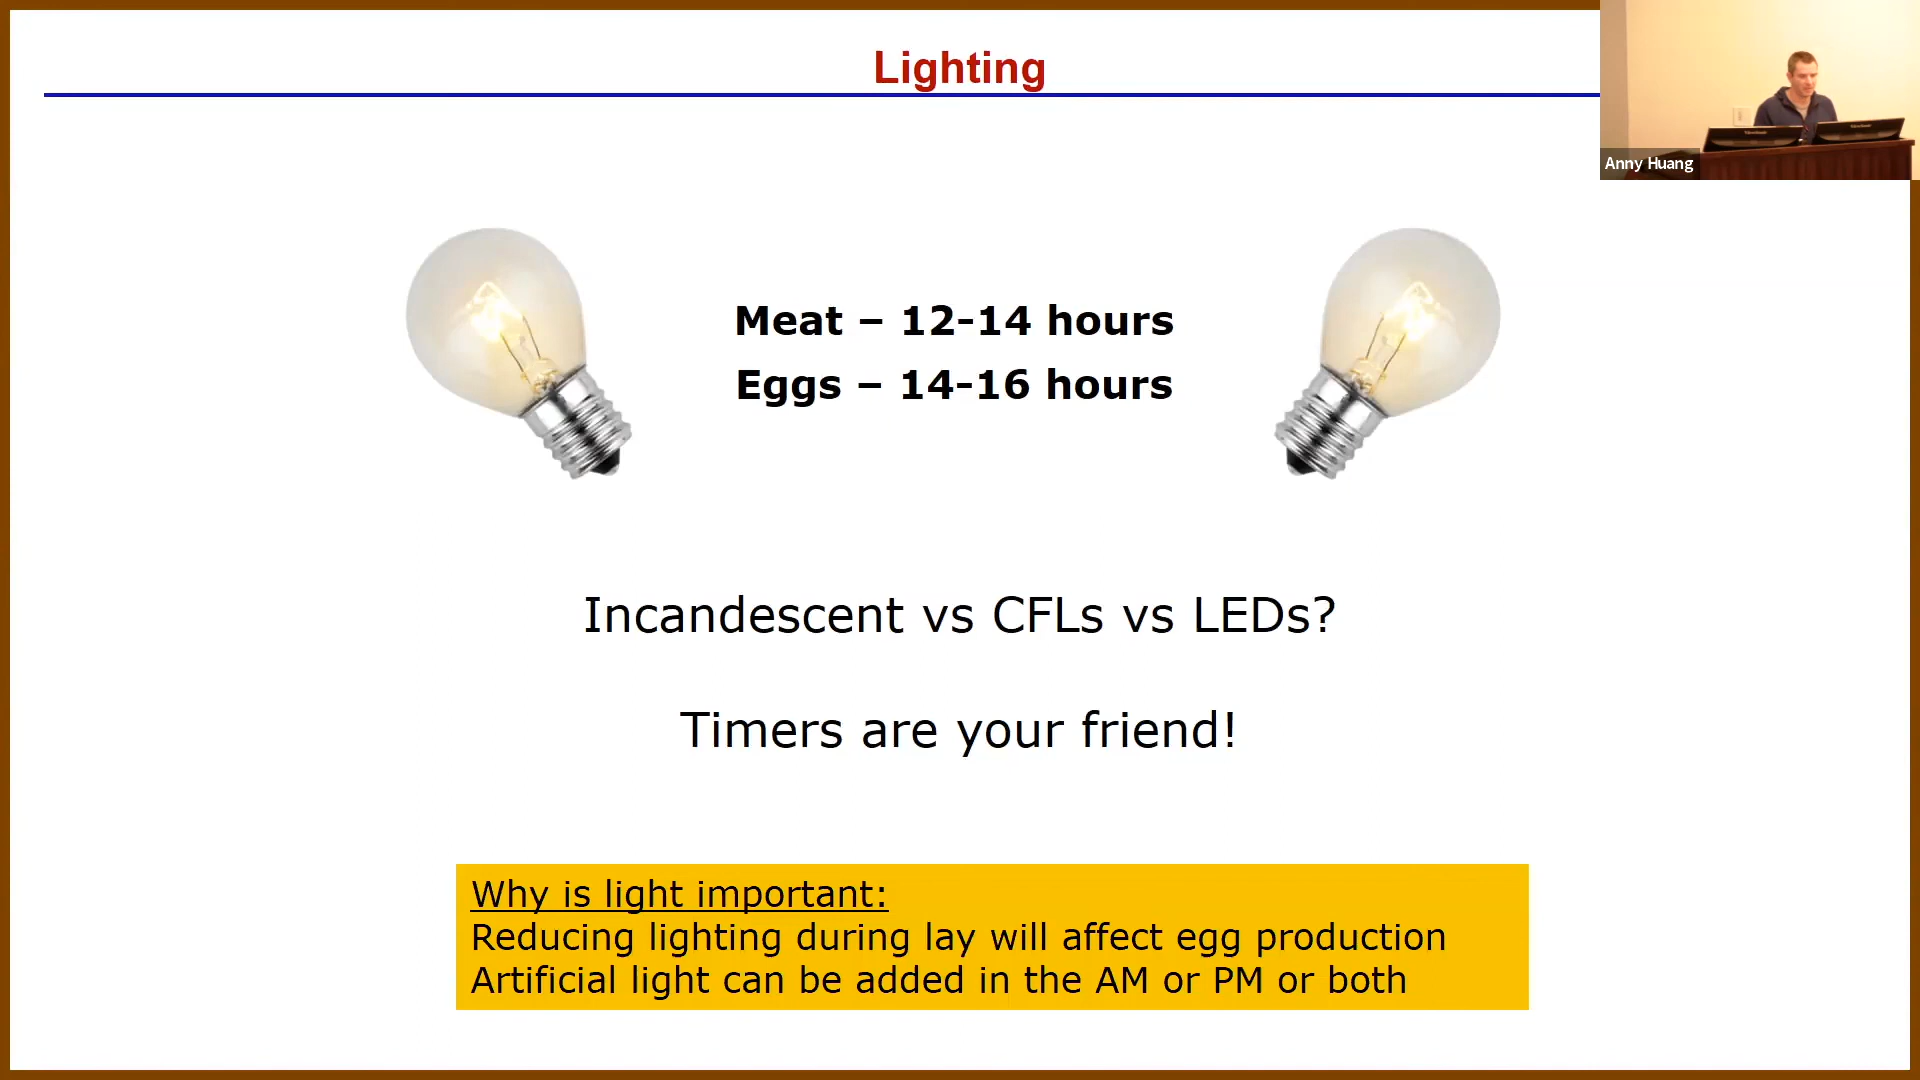 Lighting
Anny Huang
Meat – 12-14 hours
Eggs – 14-16 hours
Incandescent vs CFLs vs LEDs?
Timers are your friend!
Why is light important:
Reducing lighting during lay will affect egg production
Artificial light can be added in the AM or PM or both